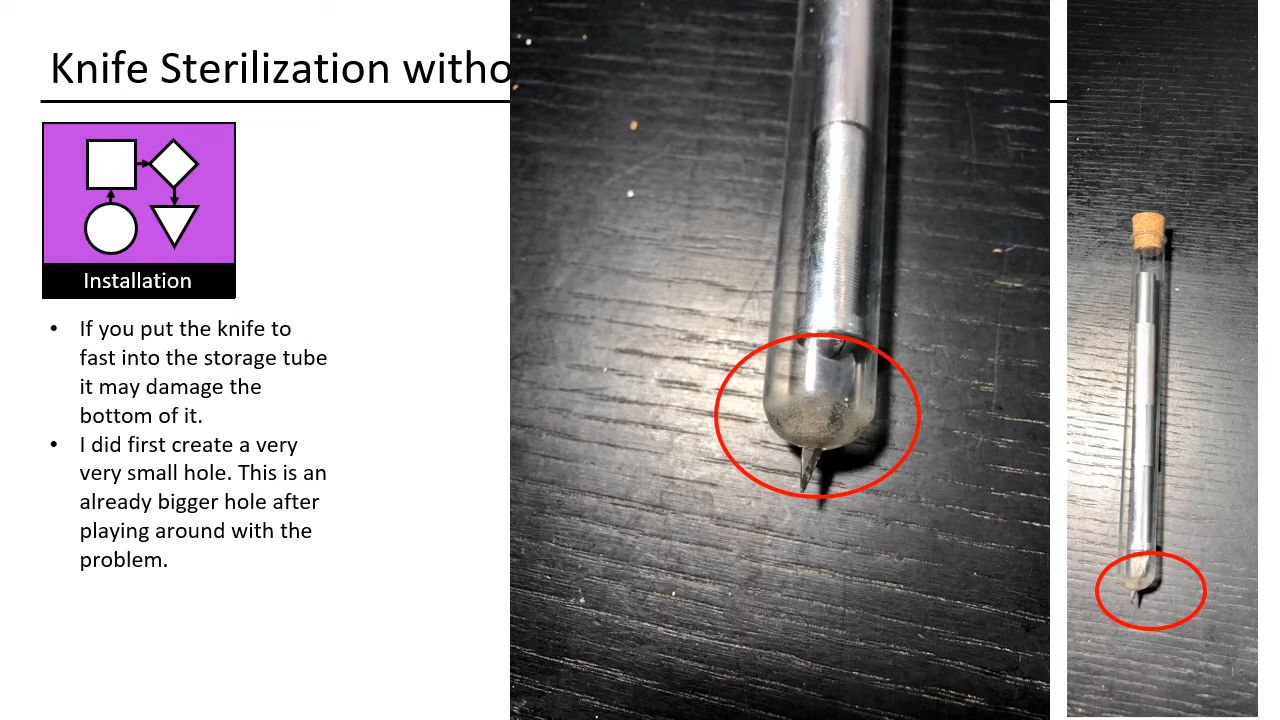 Knife Sterilization witho
Installation
• If you put the knife to
fast into the storage tube
it may damage the
bottom of it.
• I did first create a very
very small hole. This is an
already bigger hole after
playing around with the
problem.